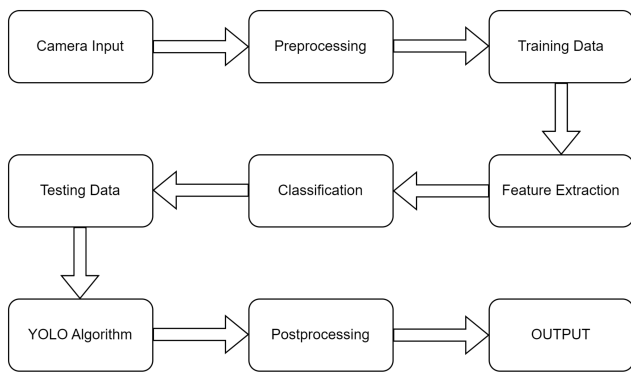 Camera Input
Preprocessing
Training Data
Feature Extraction
Classification
Testing Data
YOLO Algorithm
Postprocessing
OUTPUT